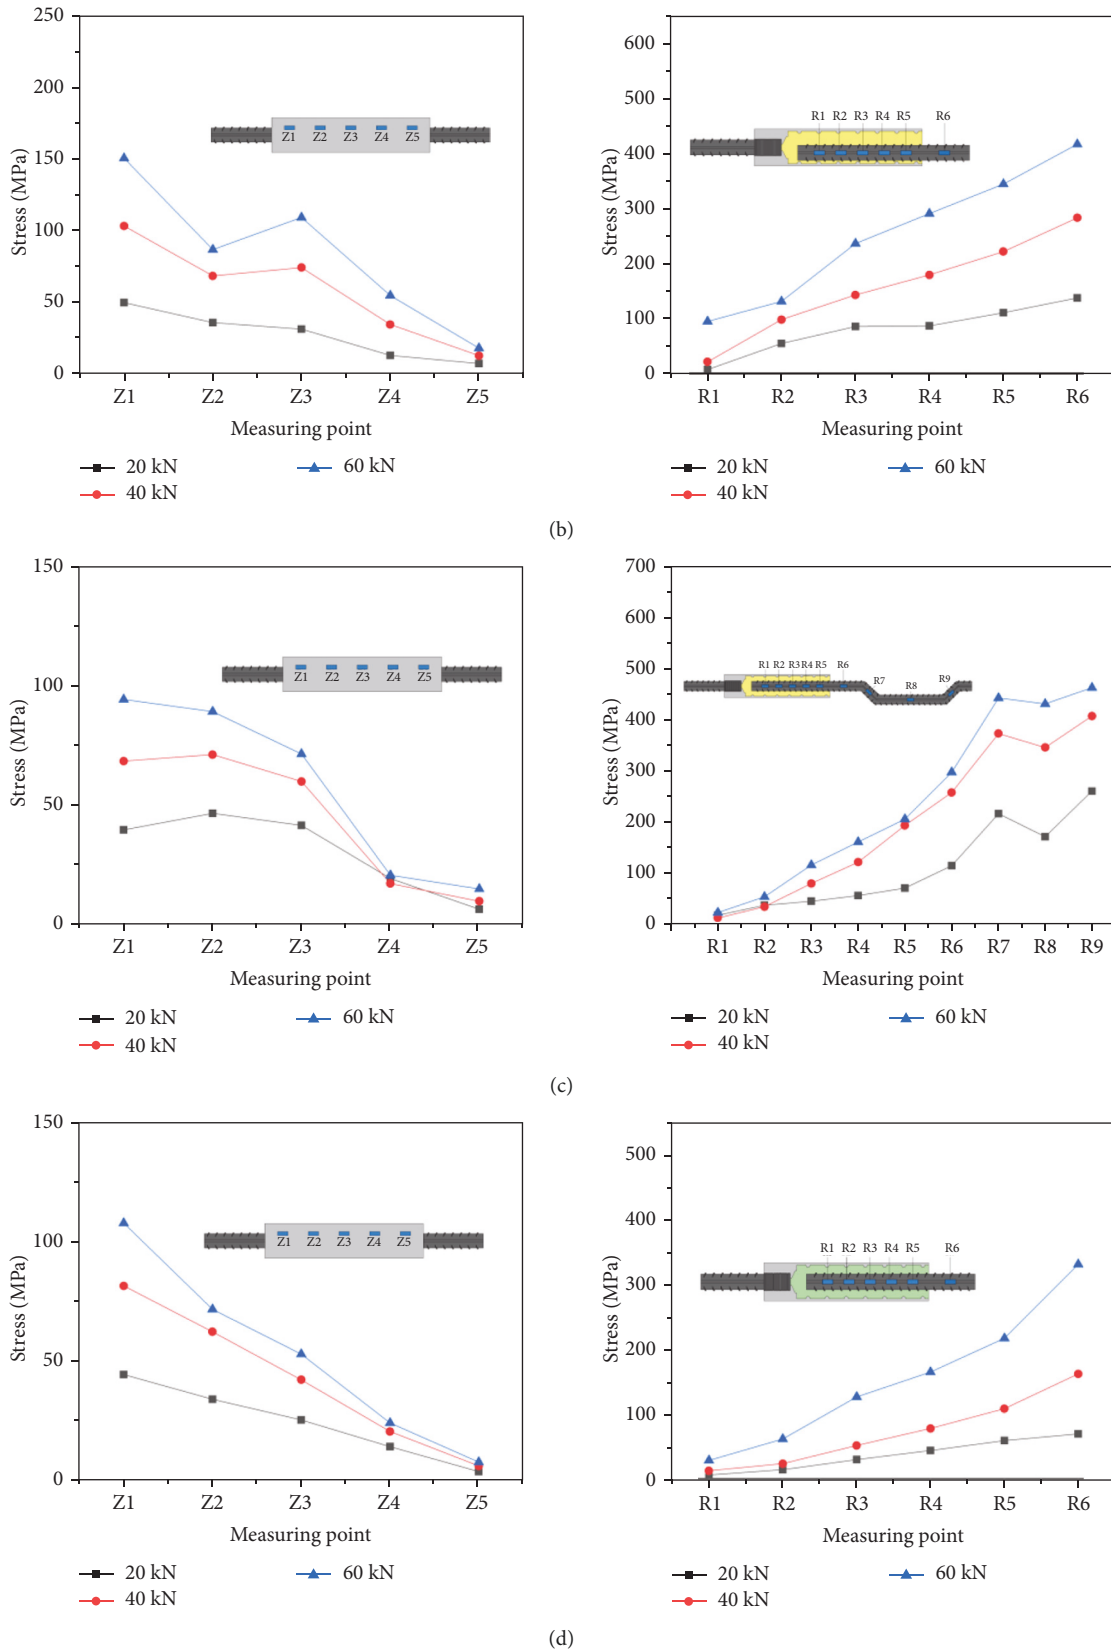 250
200
150
100
50
0
Stress (MPa)
Z1 Z2 Z3 Z4 Z5
Z1 Z2 Z3 Z4 Z5
Measuring point
20 kN
60 kN
40 kN
600
500
400
300
200
100
0
Stress (MPa)
R1 R2 R3 R4 R5 R6
R1 R2 R3 R4 R5 R6
Measuring point
20 kN
60 kN
40 kN
(b)
150
100
50
0
Stress (MPa)
Z1 Z2 Z3 Z4 Z5
Z1 Z2 Z3 Z4 Z5
Measuring point
20 kN
60 kN
40 kN
700
600
500
400
300
200
100
0
Stress (MPa)
R1 R2 R3 R4 R5 R6
R7 R8 R9
R1 R2 R3 R4 R5 R6 R7 R8 R9
Measuring point
20 kN
60 kN
40 kN
(c)
150
100
50
0
Stress (MPa)
Z1 Z2 Z3 Z4 Z5
Z1 Z2 Z3 Z4 Z5
Measuring point
20 kN
60 kN
40 kN
500
400
300
200
100
0
Stress (MPa)
R1 R2 R3 R4 R5 R6
R1 R2 R3 R4 R5 R6
Measuring point
20 kN
60 kN
40 kN
(d)